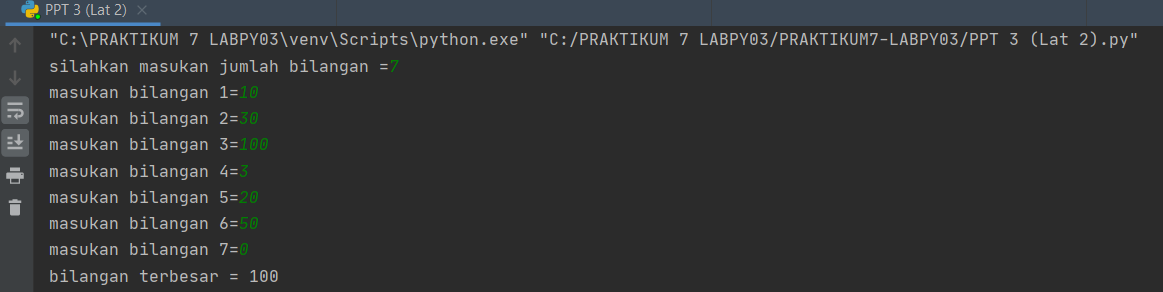 PPT 3 (Lat 2)
"C:\PRAKTIKUM 7 LABPY03\venv\Scripts\python.exe" "C:/PRAKTIKUM 7 LABPY03/PRAKTIKUM7-LABPY03/PPT 3 (Lat 2).py"
silahkan masukan jumlah bilangan =7
masukan bilangan 1=10
masukan bilangan 2=30
masukan bilangan 3=100
masukan bilangan 4=3
masukan bilangan 5=20
masukan bilangan 6=50
masukan bilangan 7=0
bilangan terbesar = 100